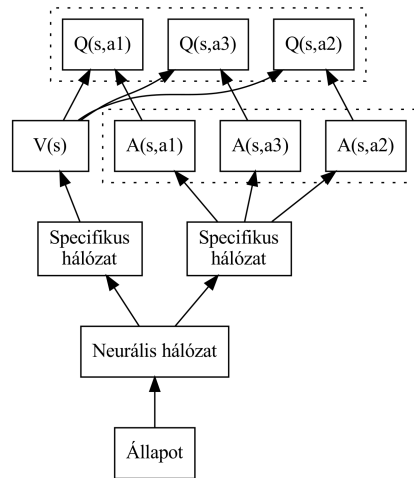 Q(s,a1)
Q(s,a3)
Q(s,a2)
V(s)
A(s,a1)
A(s,a3)
A(s,a2)
Specifikus
hálózat
Specifikus
hálózat
Neurális hálózat
Állapot